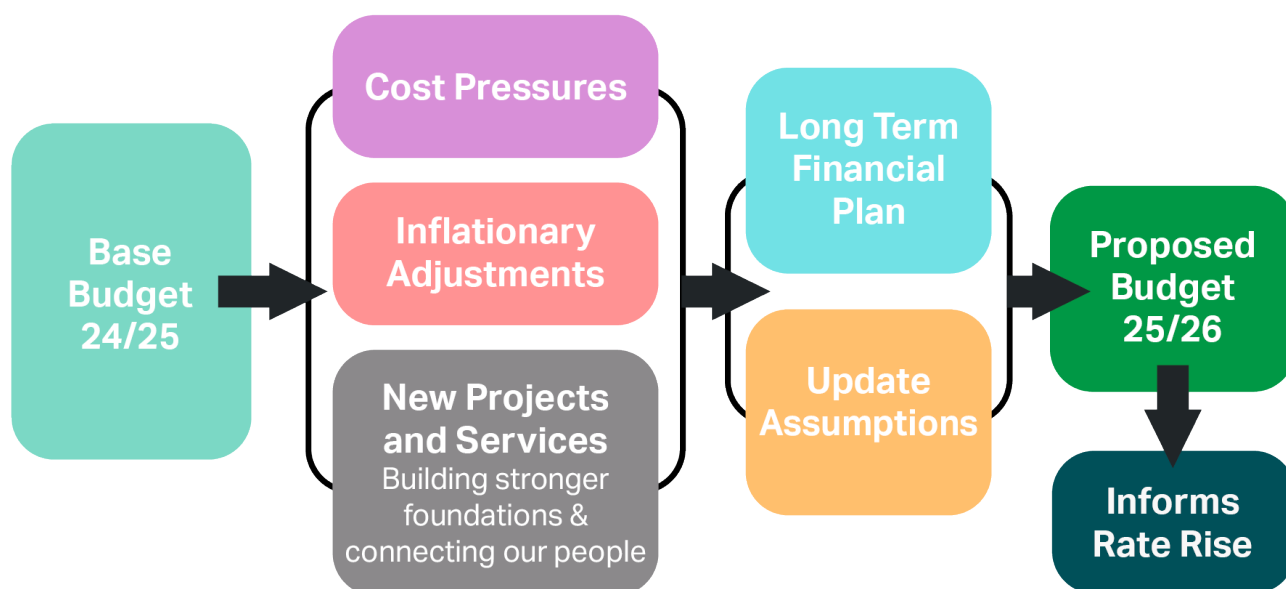 Base
Budget
24/25
Cost Pressures
Inflationary
Adjustments
New Projects
and Services
Building stronger
foundations &
connecting our people
Long Term
Financial
Plan
Update
Assumptions
Proposed
Budget
25/26
Informs
Rate Rise